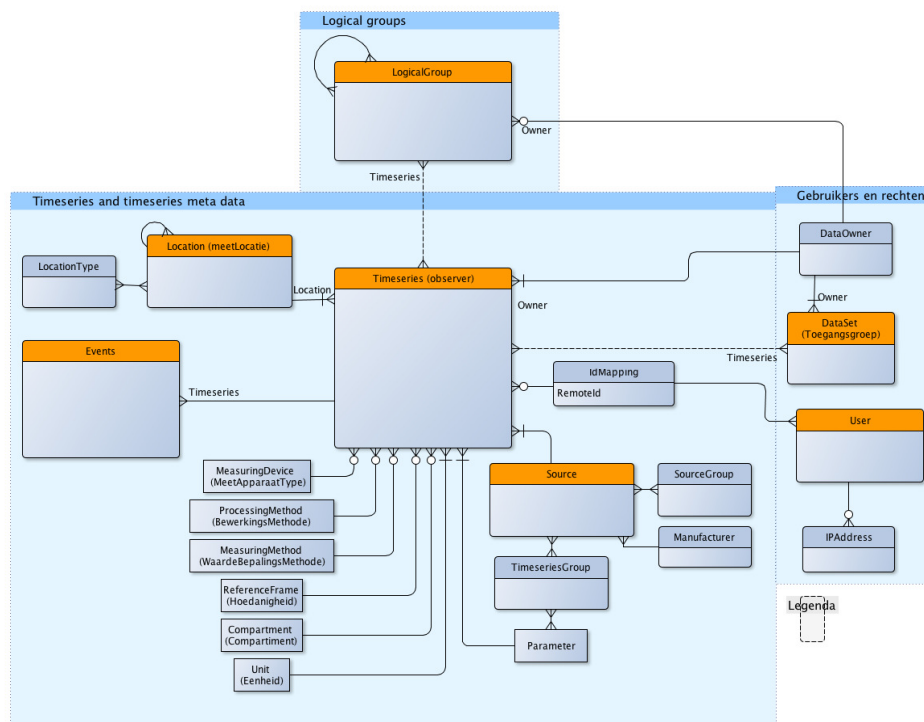 Logical groups
LogicalGroup
Owner
Timeseries
Timeseries and timeseries meta data
Gebruikers en rechten
LocationType
Location (meetLocatie)
Location
Timeseries (observer)
Owner
DataOwner
Owner
DataSet
(Toegangsgroep)
Timeseries
Events
Timeseries
IdMapping
RemoteId
User
IPAddress
MeasuringDevice
(MeetApparaatType)
ProcessingMethod
(BewerkingsMethode)
MeasuringMethod
(WaardeBepalingsMethode)
ReferenceFrame
(Hoedanigheid)
Compartment
(Compartiment)
Unit
(Eenheid)
Source
SourceGroup
Manufacturer
TimeseriesGroup
Parameter
Legenda